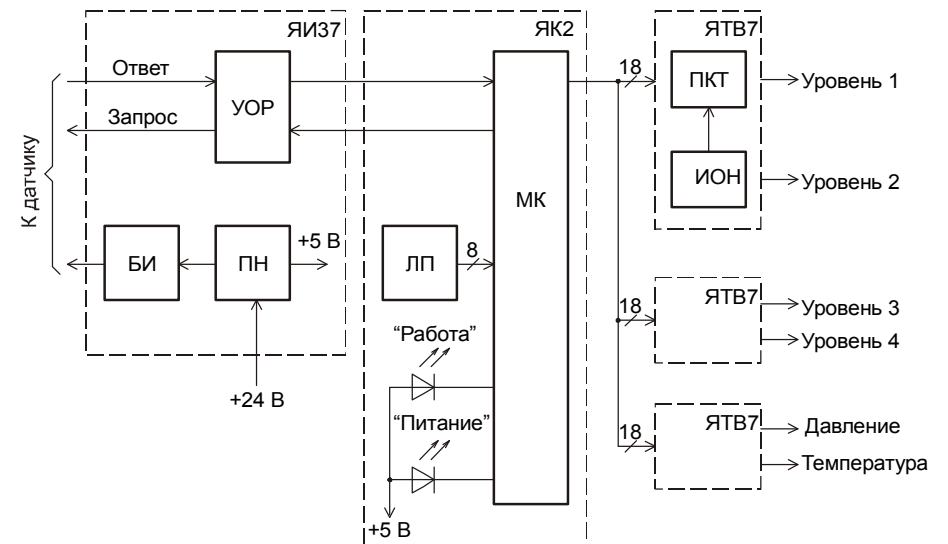 ЯИ37
ЯК2
ЯТВ7
Ответ
Запрос
УОР
К датчику
БИ
ПН
+5 В
+24 В
МК
ЛП
8
“Работа”
“Питание”
+5 В
18
ПКТ
ИОН
Уровень 1
Уровень 2
18
ЯТВ7
Уровень 3
Уровень 4
18
ЯТВ7
Давление
Температура